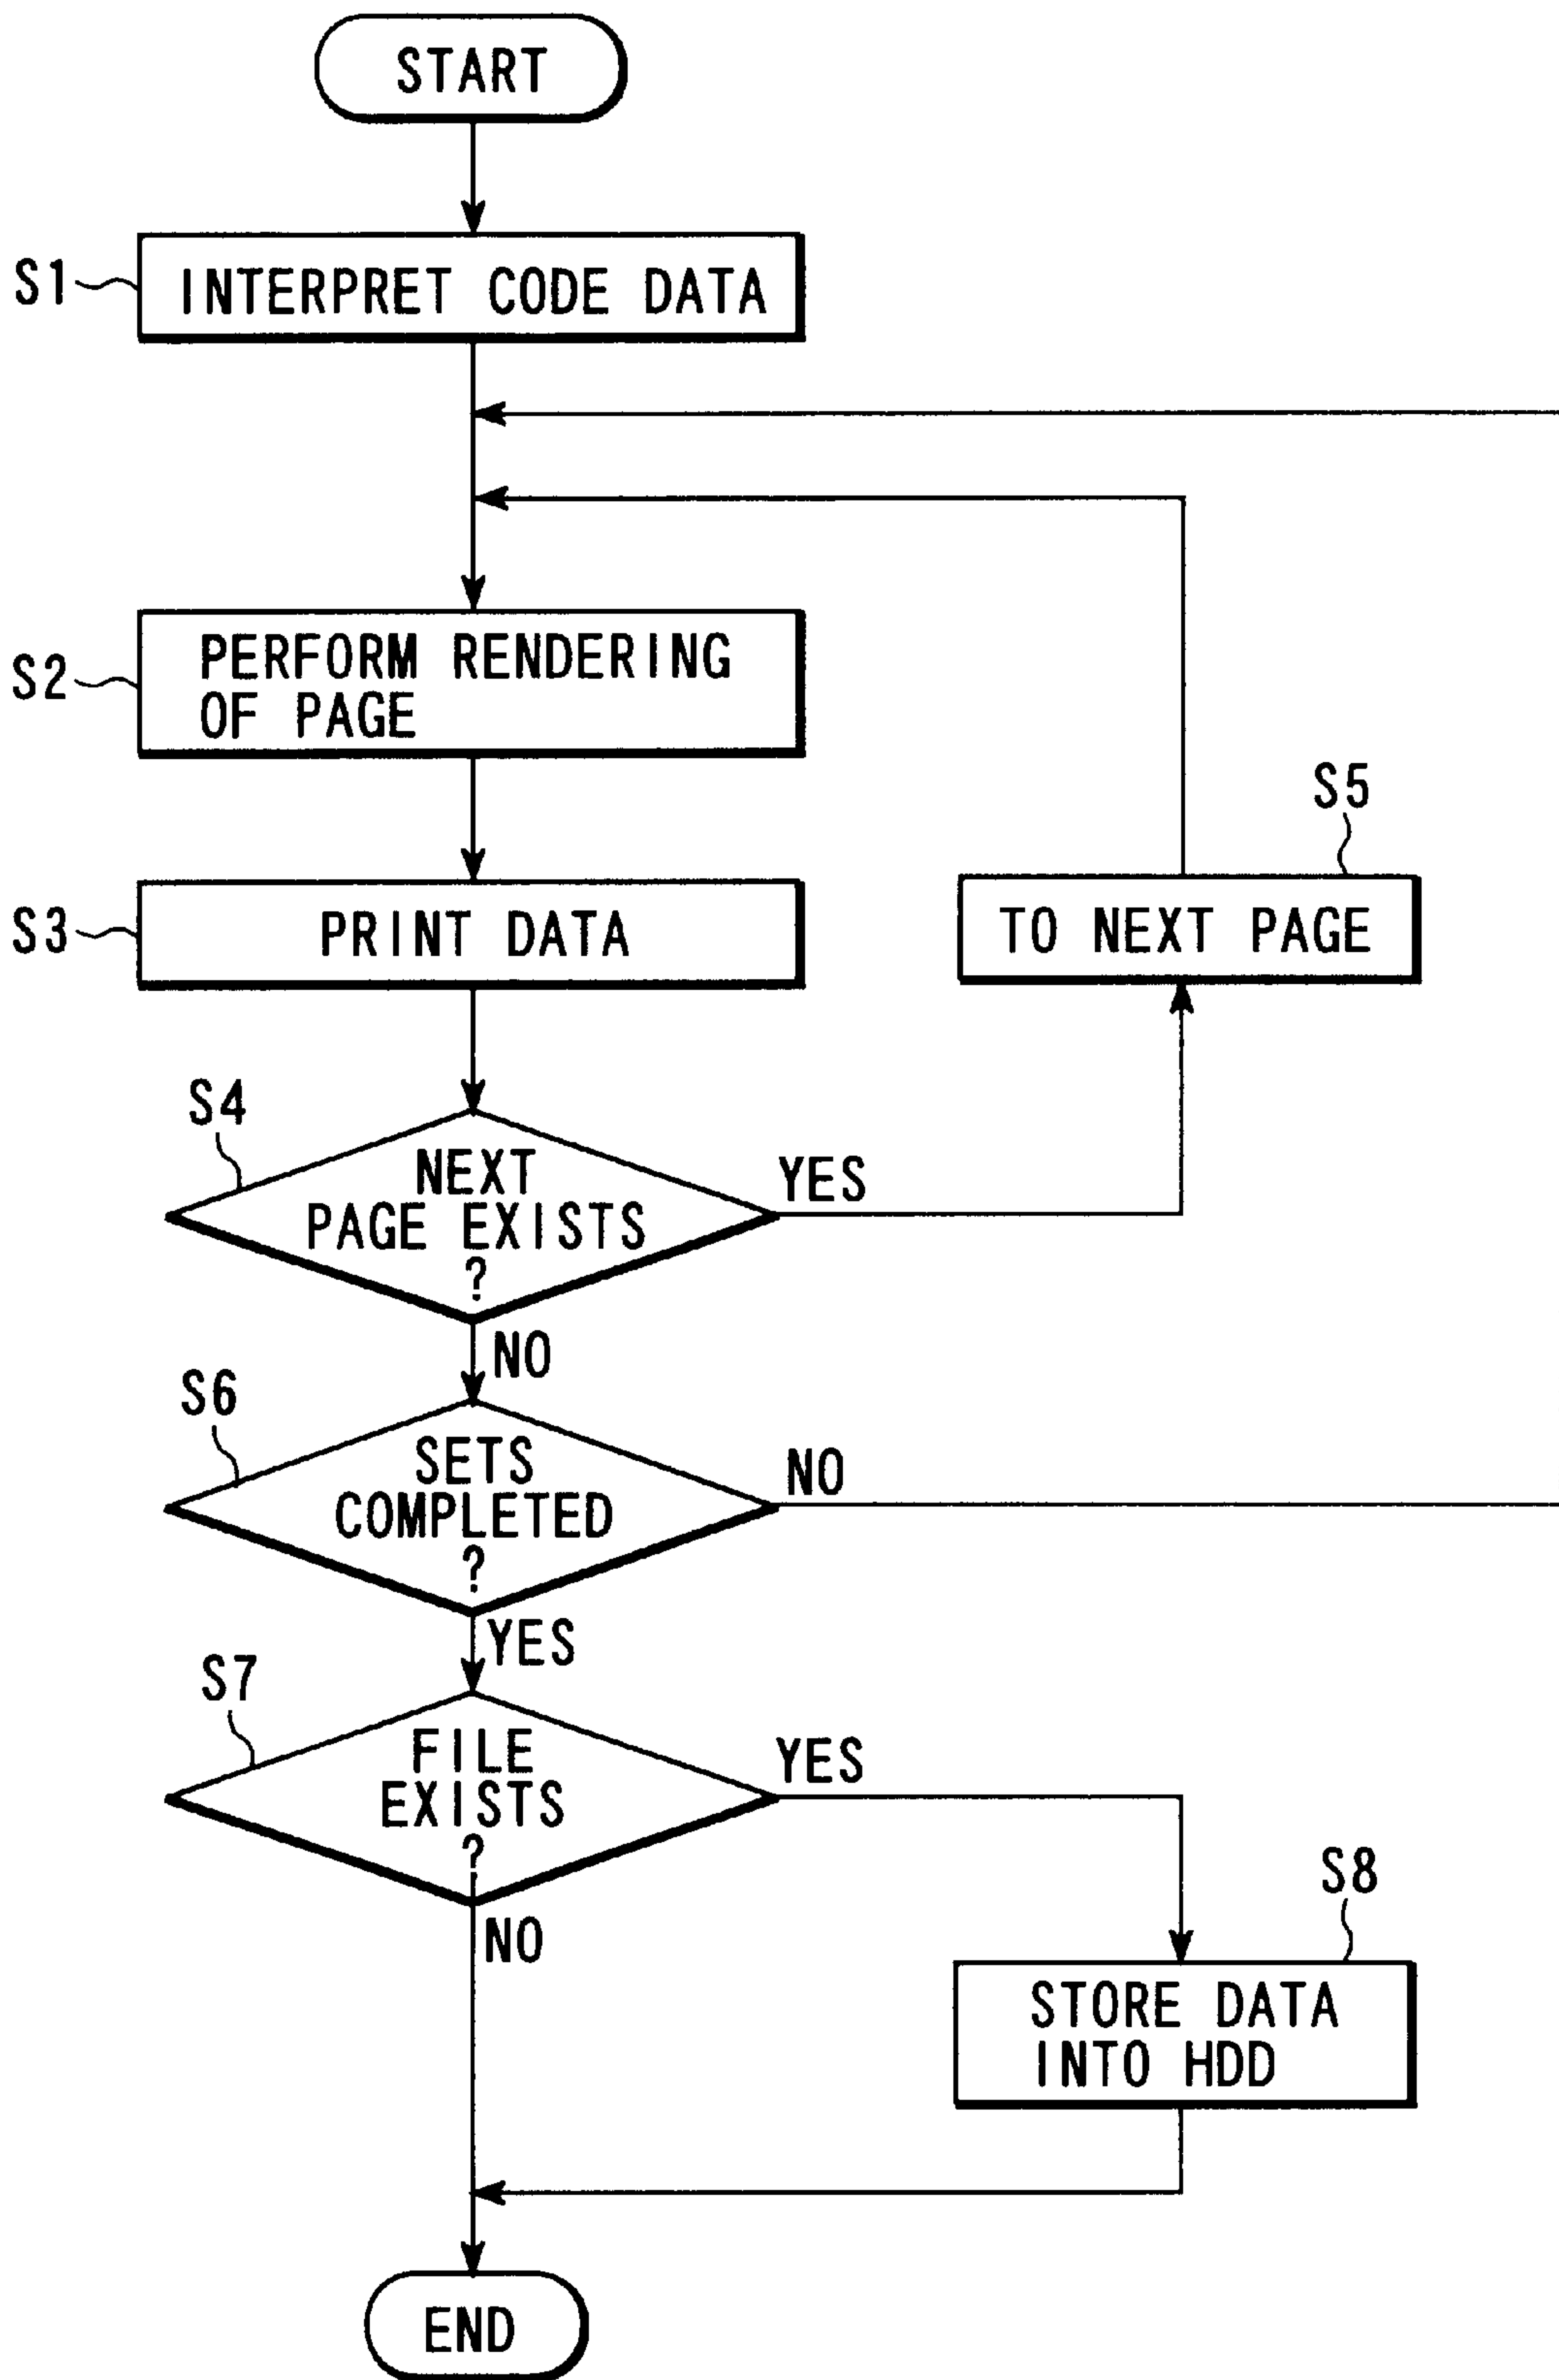 START
S1
INTERPRET CODE DATA
S2
PERFORM RENDERING
OF PAGE
S5
S3
PRINT DATA
TO NEXT PAGE
S4
NEXT
PAGE EXISTS
?
YES
NO
S6
SETS
COMPLETED
?
NO
YES
S7
FILE
EXISTS
?
YES
NO
S8
STORE DATA
INTO HDD
END